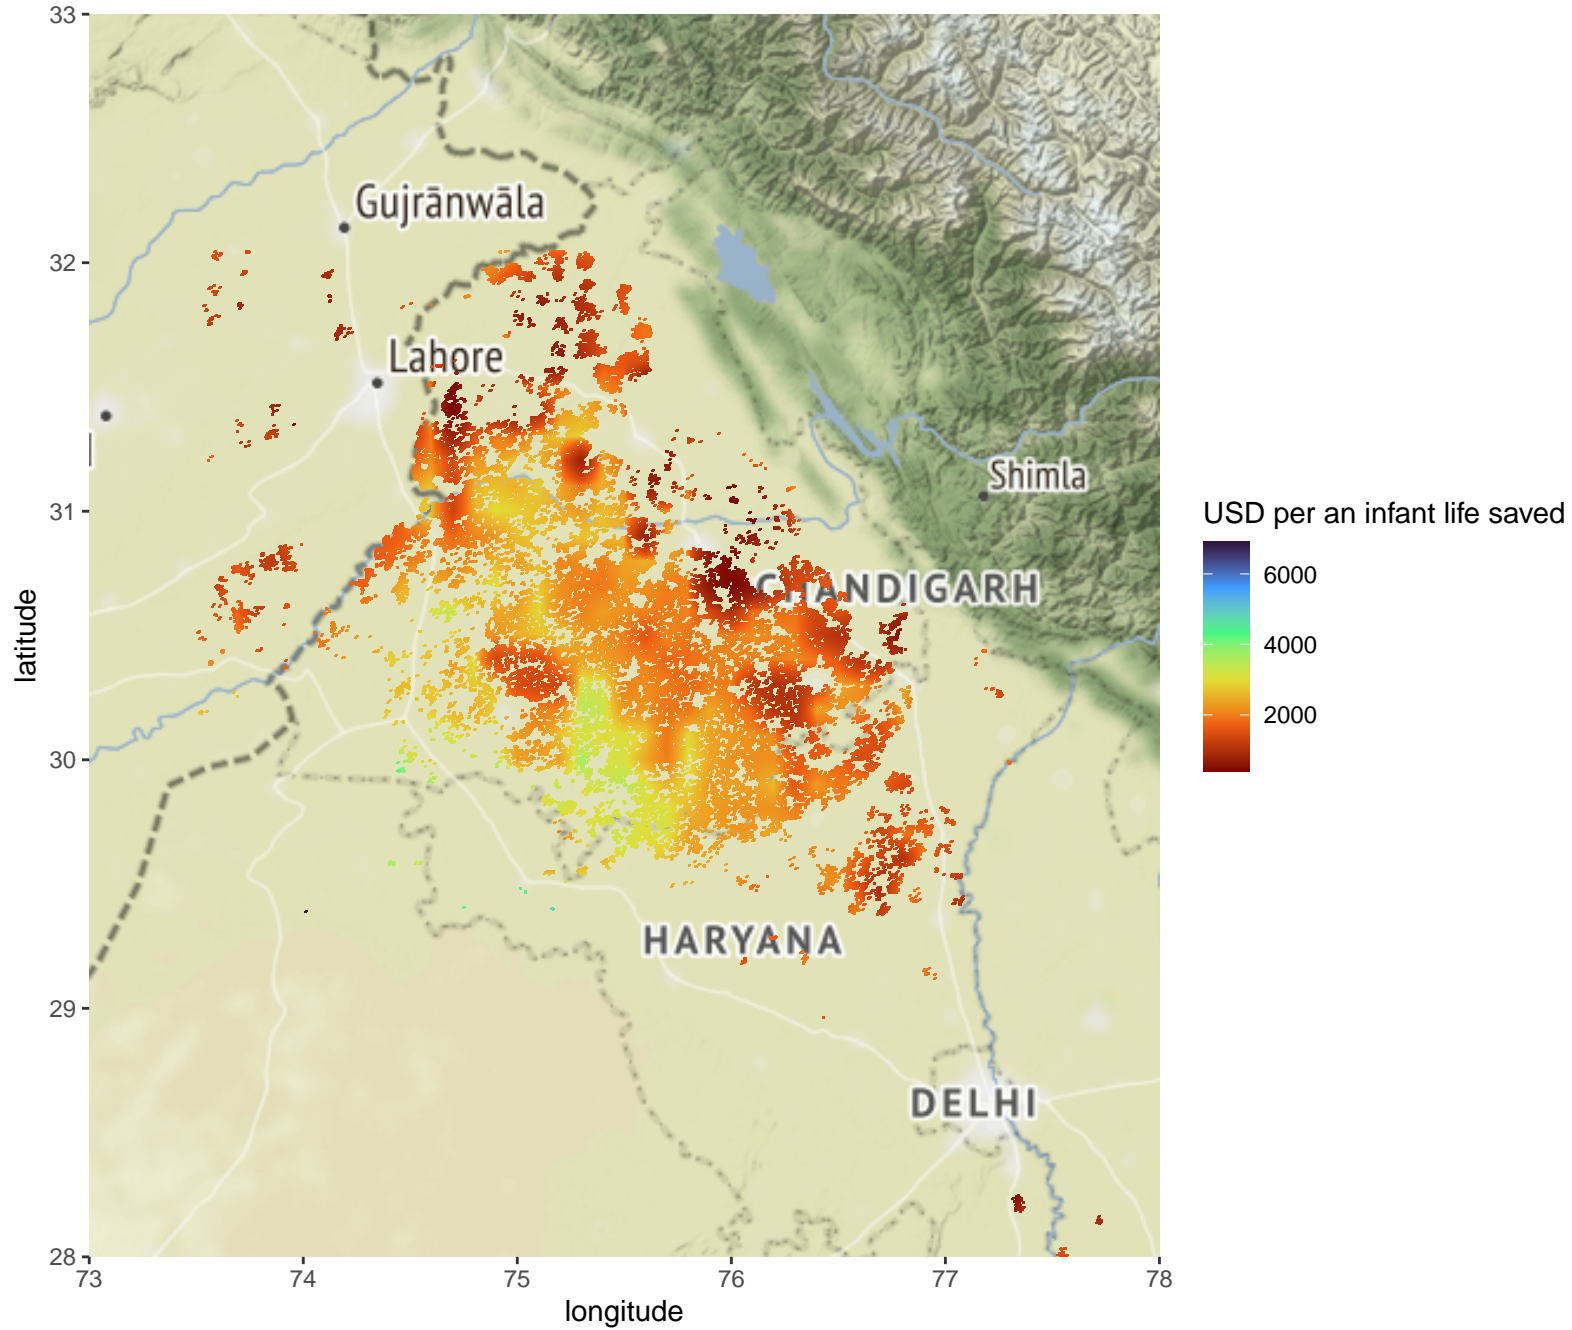 33
32
31
30
29
28
latitude
Gujrānwāla
Lahore
Shimla
CHANDIGARH
HARYANA
DELHI
73
74
75
76
77
78
longitude
USD per an infant life saved
6000
4000
2000